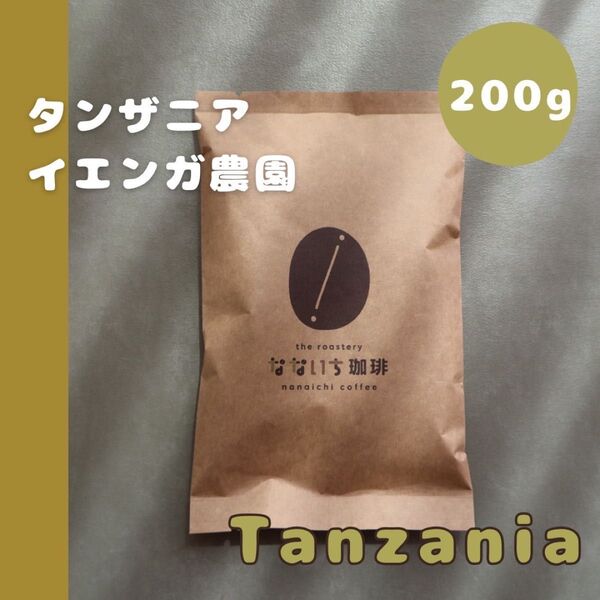 タンザニア
イエンガ農園
200g
the roastery
なないち珈琲
nanaichi coffee
Tanzania